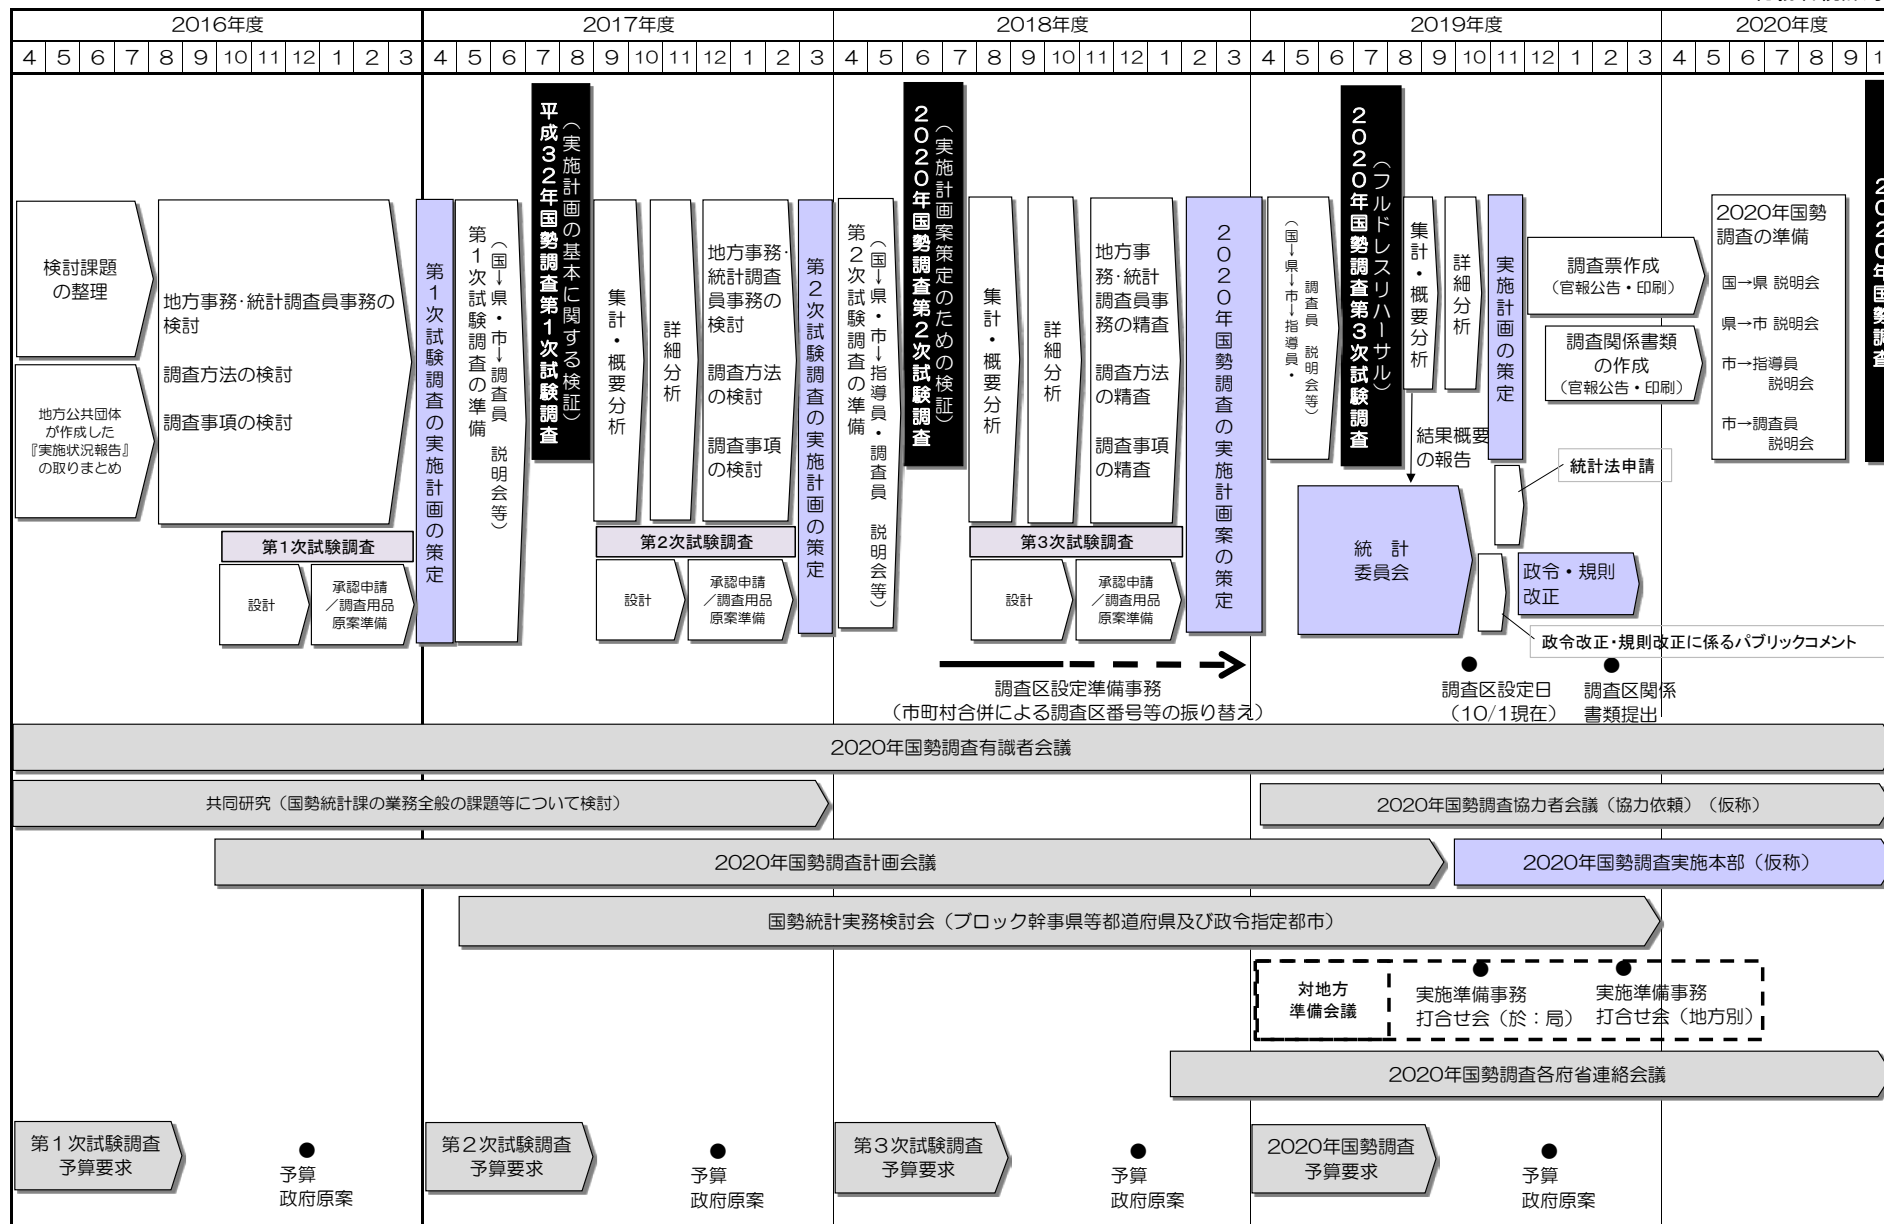 2016年度
2017年度
2018年度
2019年度
2020年度
4 5 6 7 8 9 10 11 12 1 2 3
4 5 6 7 8 9 10 11 12 1 2 3
4 5 6 7 8 9 10 11 12 1 2 3
4 5 6 7 8 9 10 11 12 1 2 3
4 5 6 7 8 9
検討課題
の整理
地方公共団体
が作成した
『実施状況報告』
の取りまとめ
地方事務・統計調査員事務の
検討
調査方法の検討
調査事項の検討
第1次試験調査
設計
承認申請
／調査用品
原案準備
第1次試験調査の実施計画の策定
第1次試験調査の準備
（国→県・市→調査員 説明会等）
平成32年国勢調査第1次試験調査
（実施計画の基本に関する検証）
集計・概要分析
詳細分析
地方事務・
統計調査
員事務の
検討
調査方法
の検討
調査事項
の検討
第2次試験調査
設計
承認申請
／調査用品
原案準備
第2次試験調査の実施計画の策定
第2次試験調査の準備
（国→県・市→指導員・調査員 説明会等）
2020年国勢調査第2次試験調査
（実施計画案策定のための検証）
集計・概要分析
詳細分析
地方事
務・統計
調査員事
務の精査
調査方法
の精査
調査事項
の精査
第3次試験調査
設計
承認申請
／調査用品
原案準備
2020年国勢調査の実施計画案の策定
（国→県→市→指導員・
調査員 説明会等）
2020年国勢調査第3次試験調査
（フルドレスリハーサル）
集計・概要分析
詳細分析
実施計画の策定
結果概要
の報告
統計
委員会
統計法申請
政令・規則
改正
政令改正・規則改正に係るパブリックコメント
調査票作成
（官報公告・印刷）
調査関係書類
の作成
（官報公告・印刷）
2020年国勢
調査の準備
国→県 説明会
県→市 説明会
市→指導員
説明会
市→調査員
説明会
2020年国勢調査
調査区設定準備事務
（市町村合併による調査区番号等の振り替え）
調査区設定日
（10/1現在）
調査区関係
書類提出
2020年国勢調査有識者会議
共同研究（国勢統計課の業務全般の課題等について検討）
2020年国勢調査協力者会議（協力依頼）（仮称）
2020年国勢調査計画会議
2020年国勢調査実施本部（仮称）
国勢統計実務検討会（ブロック幹事県等都道府県及び政令指定都市）
対地方
準備会議
実施準備事務
打合せ会（於：局）
実施準備事務
打合せ会（地方別）
2020年国勢調査各府省連絡会議
第1次試験調査
予算要求
予算
政府原案
第2次試験調査
予算要求
予算
政府原案
第3次試験調査
予算要求
予算
政府原案
2020年国勢調査
予算要求
予算
政府原案